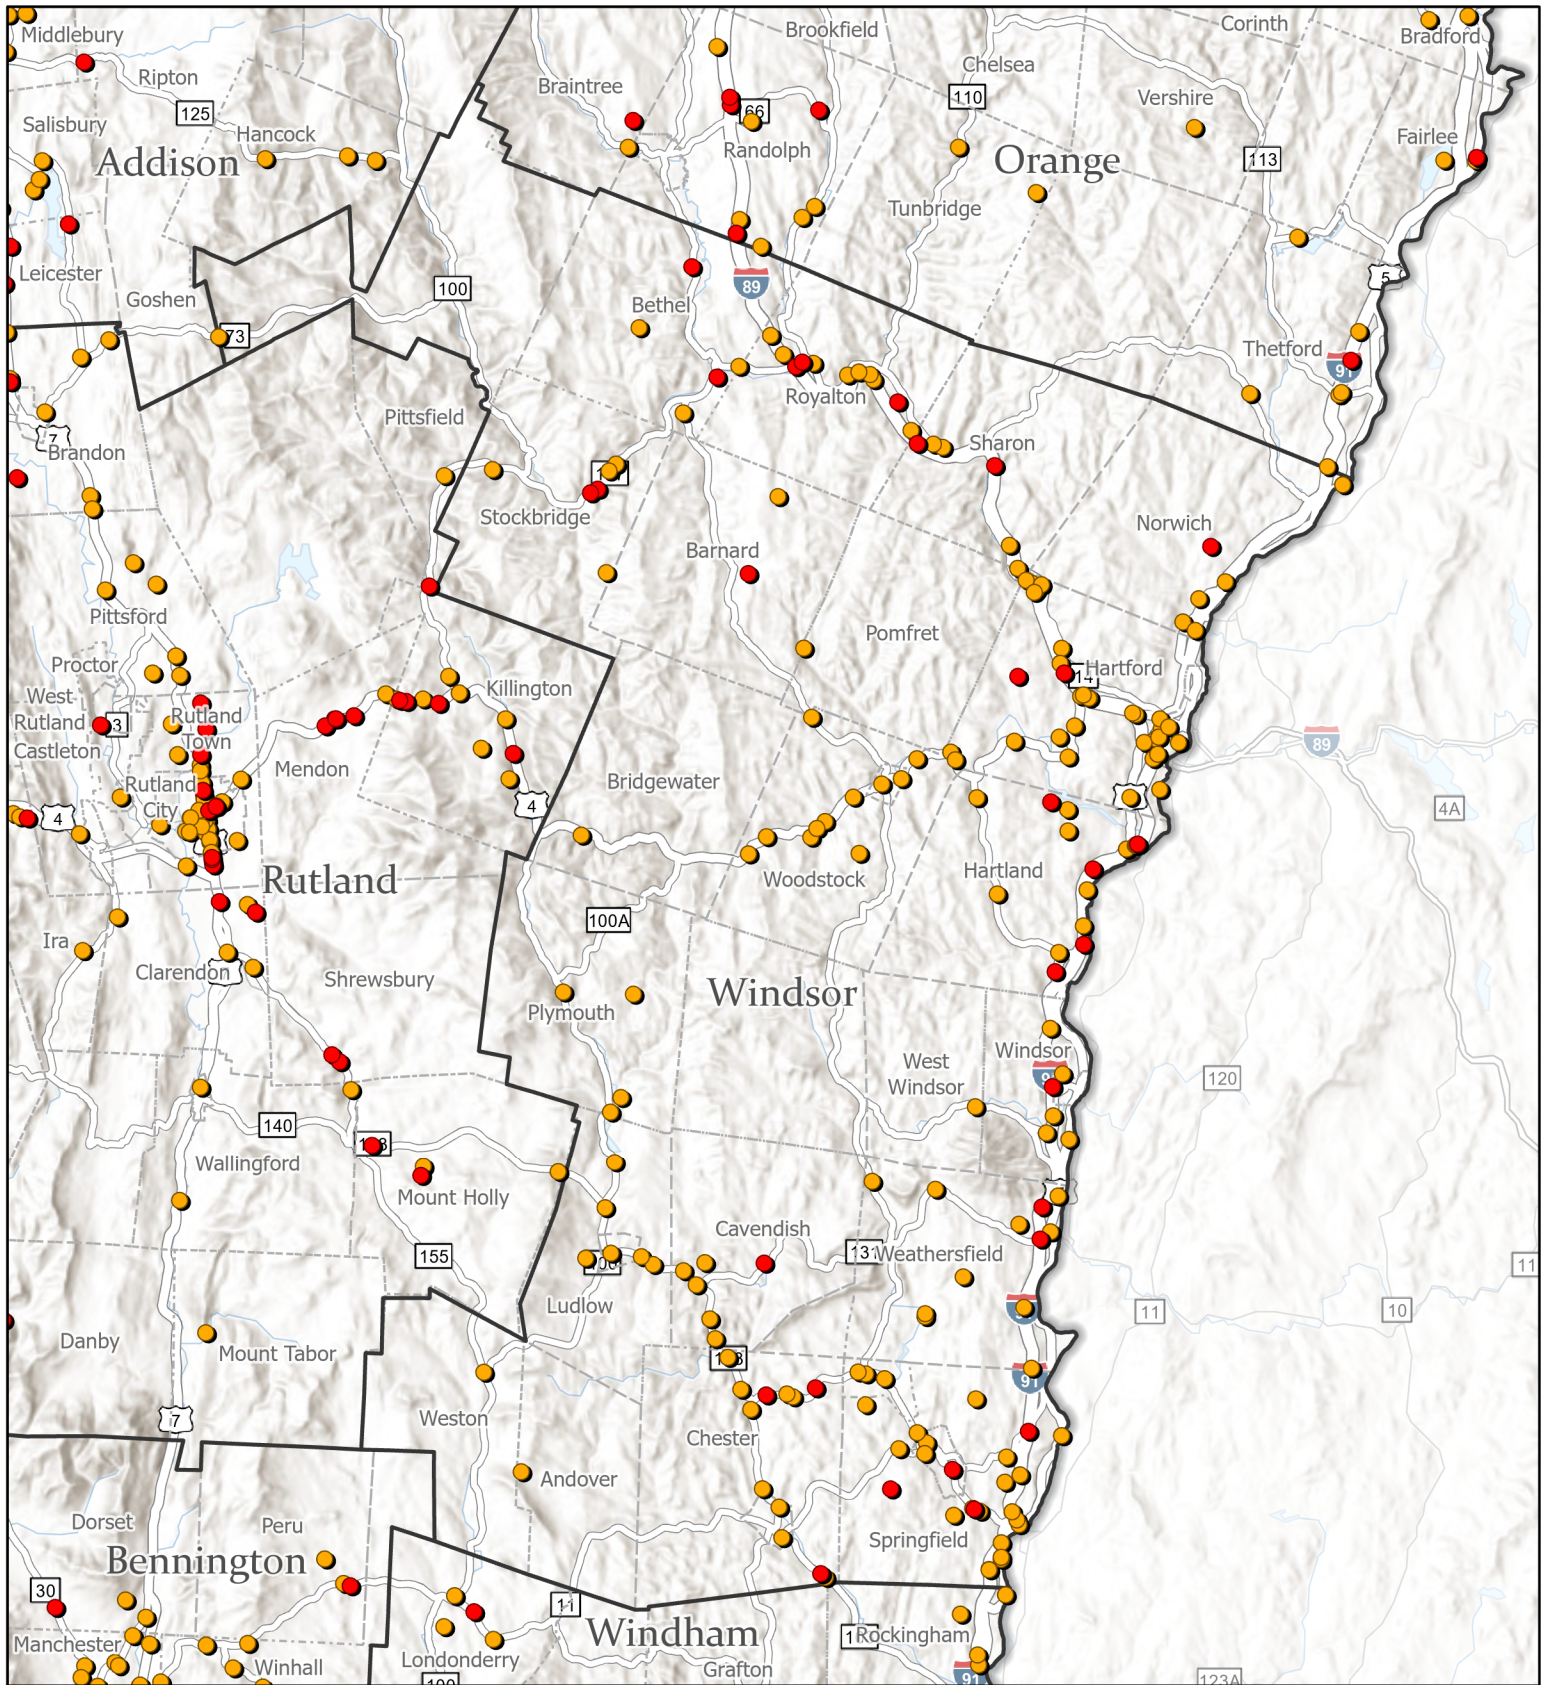 Middlebury
Brookfield
Corinth
Bradford
Ripton
Braintree
Chelsea
110
Vershire
125
66
Salisbury
Hancock
Fairlee
Addison
Randolph
Orange
113
Tunbridge
Leicester
100
89
5
Goshen
Bethel
73
Thetford
91
Royalton
Pittsfield
7
Brandon
Sharon
Stockbridge
Norwich
Barnard
Pittsford
Pomfret
Proctor
Hartford
14
West
Rutland
3
Killington
Rutland
Town
Castleton
89
Mendon
Bridgewater
Rutland
City
4
4
4A
Woodstock
Hartland
Rutland
100A
Ira
Clarendon
Shrewsbury
Windsor
Plymouth
Windsor
West
Windsor
120
140
Wallingford
Mount Holly
Cavendish
155
131
Weathersfield
11
Ludlow
11
10
Danby
Mount Tabor
91
7
Weston
Chester
Andover
Dorset
Peru
Springfield
Bennington
30
11
Windham
Rockingham
Manchester
Londonderry
Winhall
Grafton
91
100
123A